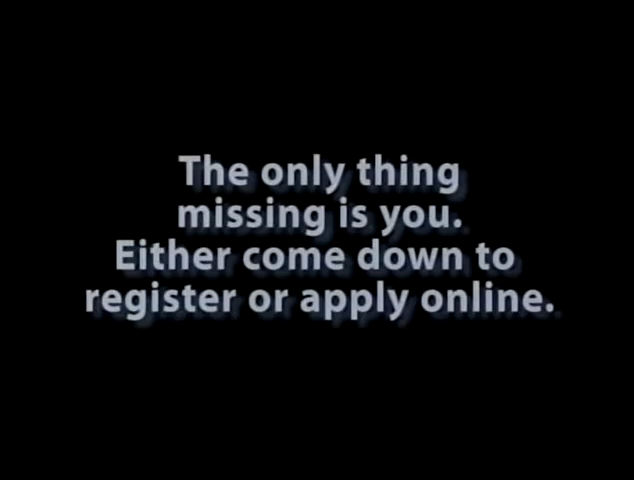 The only thing
missing is you.
Either come down to
register or apply online.